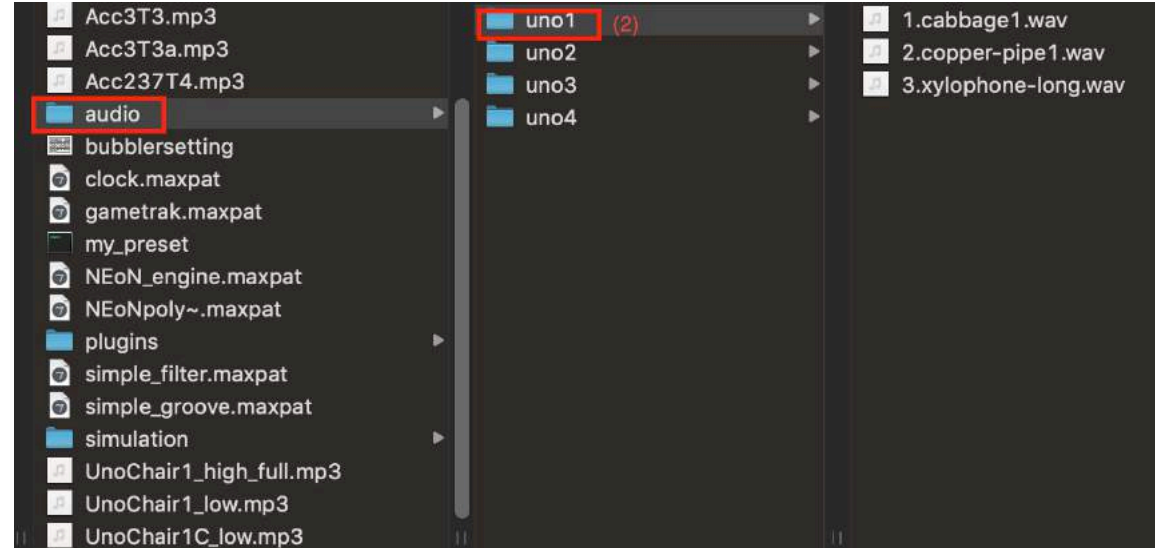 Acc3T3.mp3
Acc3T3a.mp3
Acc237T4.mp3
audio
bubblersetting
clock.maxpat
gametrak.maxpat
my_preset
NEoN_engine.maxpat
NEoNpoly~.maxpat
plugins
simple_filter.maxpat
simple_groove.maxpat
simulation
UnoChair1_high_full.mp3
UnoChair1_low.mp3
UnoChair1C_low.mp3
uno1 (2)
uno2
uno3
uno4
1.cabbage1.wav
2.copper-pipe1.wav
3.xylophone-long.wav